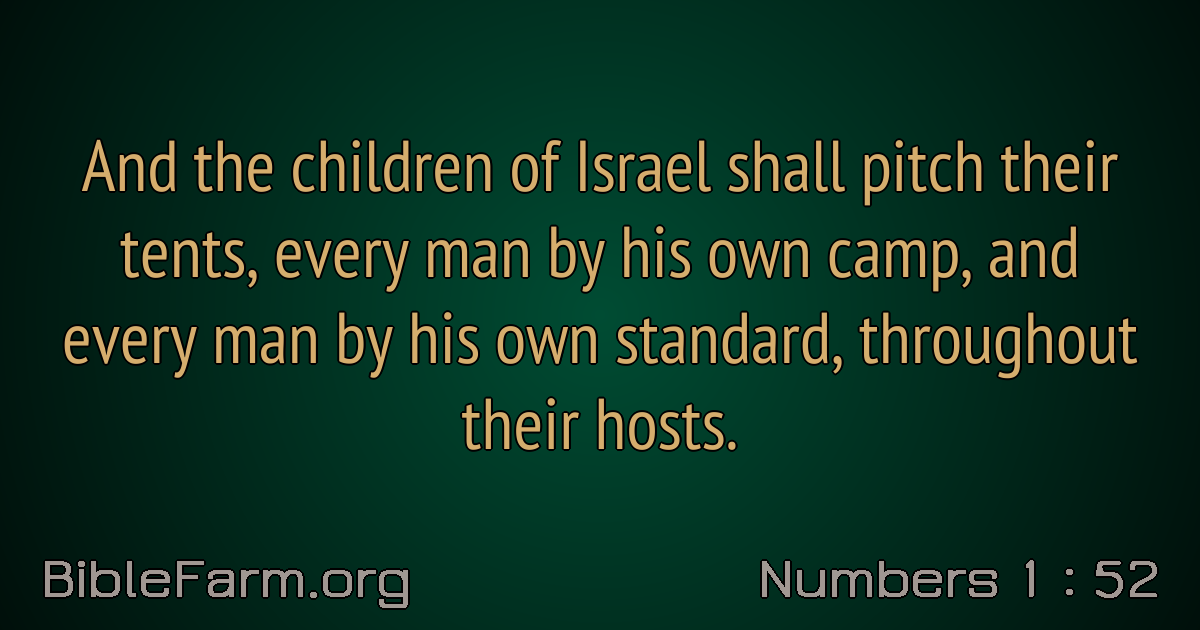 And the children of Israel shall pitch their
tents, every man by his own camp, and
every man by his own standard, throughout
their hosts.
BibleFarm.org
Numbers 1 : 52